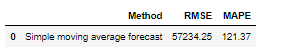 Method RMSE MAPE
0 Simple moving average forecast 57234.25 121.37